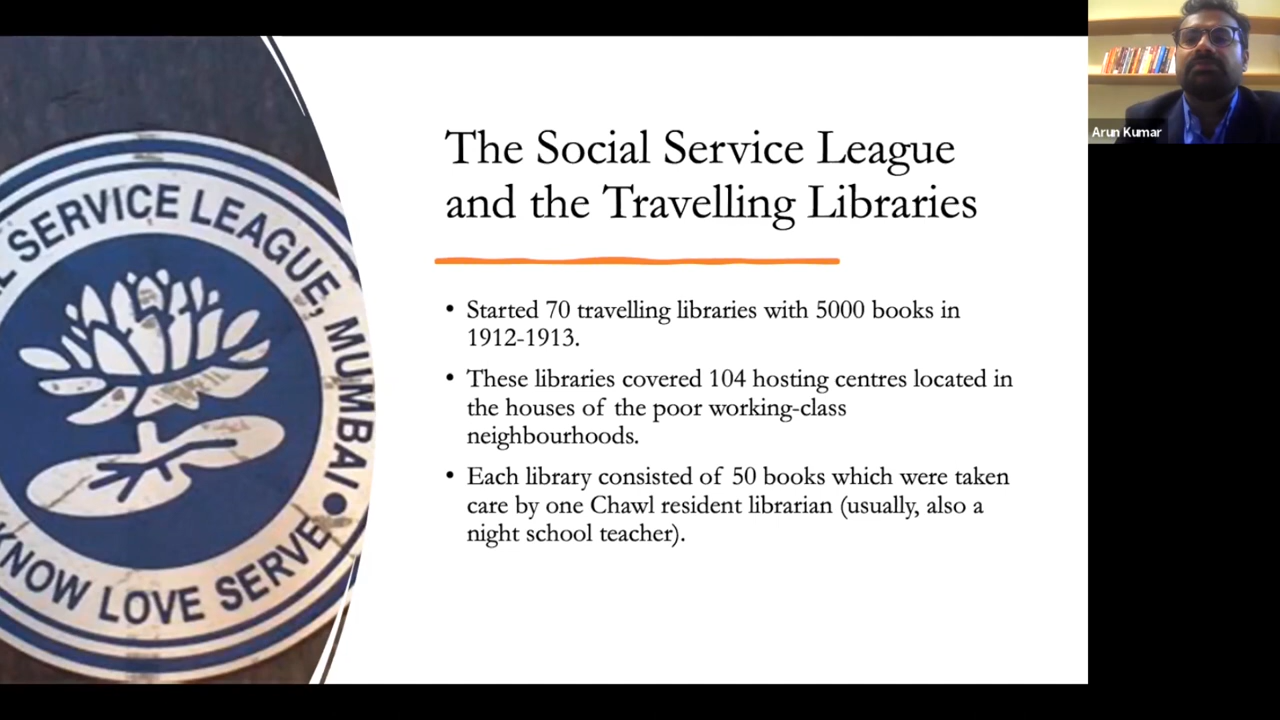 The Social Service League
and the Travelling Libraries
• Started 70 travelling libraries with 5000 books in
1912-1913.
• These libraries covered 104 hosting centres located in
the houses of the poor working-class
neighbourhoods.
• Each library consisted of 50 books which were taken
care by one Chawl resident librarian (usually, also a
night school teacher).
SERVICE LEAGUE, MUMBAI •
KNOW LOVE SERVE
Arun Kumar